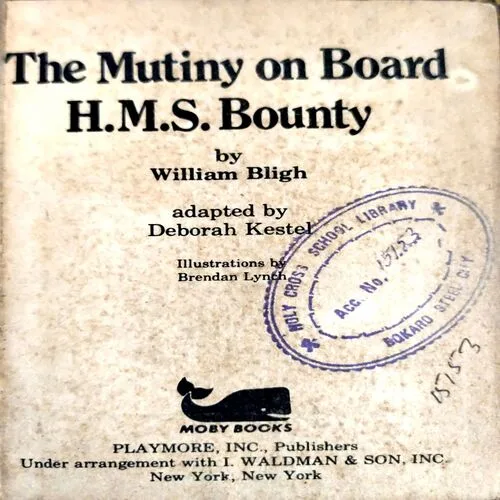 The Mutiny on Board
H.M.S. Bounty
by
William Bligh
adapted by
Deborah Kestel
Illustrations by
Brendan Lynch
HOLY CROSS SCHOOL LIBRARY
Acc. No.
BOKARO STEEL CITY
15153
MOBY BOOKS
PLAYMORE, INC., Publishers
Under arrangement with I. WALDMAN & SON, INC.
New York, New York